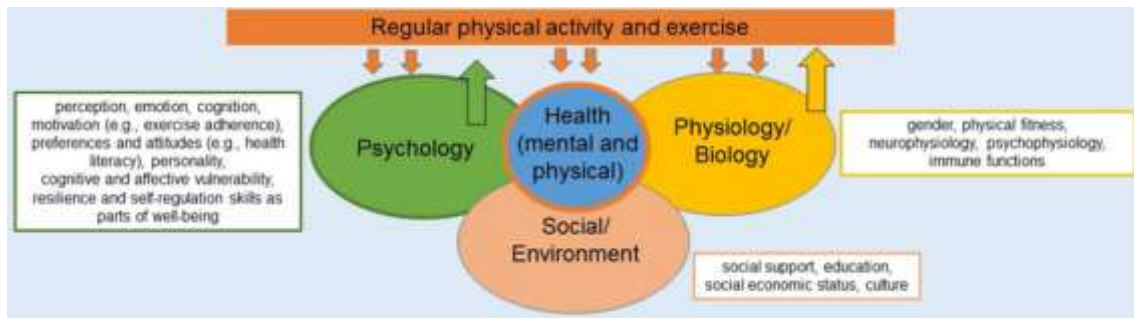 Regular physical activity and exercise
perception, emotion, cognition,
motivation (e.g., exercise adherence),
preferences and attitudes (e.g., health
literacy), personality,
cognitive and affective vulnerability,
resilience and self-regulation skills as
parts of well-being
Psychology
Health
(mental and
physical)
Physiology/
Biology
gender, physical fitness,
neurophysiology, psychophysiology,
immune functions
Social/
Environment
social support, education,
social economic status, culture